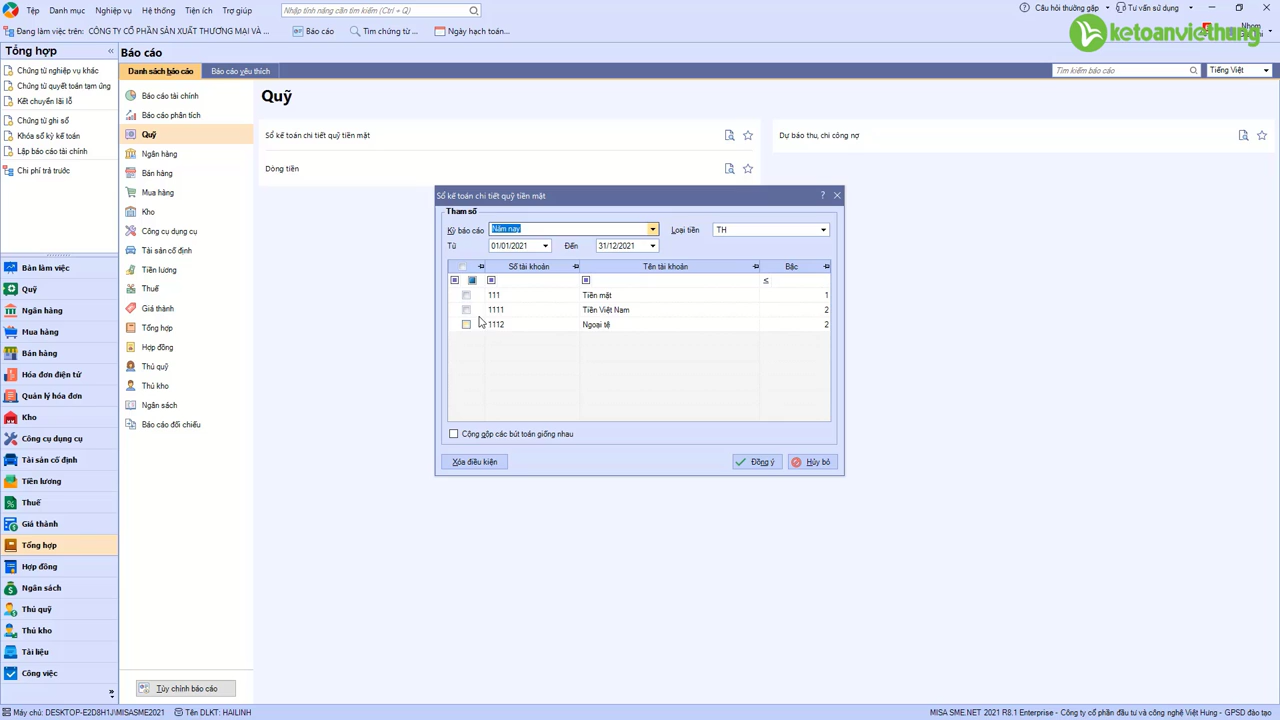 Tệp Danh mục Nghiệp vụ Hệ thống Tiện ích Trợ giúp
Nhập tính năng cần tìm kiếm (Ctrl + Q)
Câu hỏi thường gặp Tư vấn sử dụng
Đang làm việc trên: CÔNG TY CỔ PHẦN SẢN XUẤT THƯƠNG MẠI VÀ ...
Báo cáo Tìm chứng từ ... Ngày hạch toán...
ketoanviethang
Tổng hợp
Báo cáo
Danh sách báo cáo Báo cáo yêu thích
Tìm kiếm báo cáo Tiếng Việt
Chứng từ nghiệp vụ khác
Chứng từ quyết toán tạm ứng
Kết chuyển lãi lỗ
Chứng từ ghi sổ
Khóa sổ kỳ kế toán
Lập báo cáo tài chính
Chi phí trả trước
Báo cáo tài chính
Báo cáo phân tích
Quỹ
Ngân hàng
Bán hàng
Mua hàng
Kho
Công cụ dụng cụ
Tài sản cố định
Tiền lương
Thuế
Giá thành
Tổng hợp
Hợp đồng
Thủ quỹ
Thủ kho
Ngân sách
Báo cáo đối chiếu
Quỹ
Sổ kế toán chi tiết quỹ tiền mặt
Dự báo thu, chi công nợ
Dòng tiền
Sổ kế toán chi tiết quỹ tiền mặt
Tham số
Kỳ báo cáo Năm nay Loại tiền TH
Từ 01/01/2021 Đến 31/12/2021
Số tài khoản Tên tài khoản Bậc
≤
111 Tiền mặt 1
1111 Tiền Việt Nam 2
1112 Ngoại tệ 2
Cộng gộp các bút toán giống nhau
Xóa điều kiện Đồng ý Hủy bỏ
Bàn làm việc
Quỹ
Ngân hàng
Mua hàng
Bán hàng
Hóa đơn điện tử
Quản lý hóa đơn
Kho
Công cụ dụng cụ
Tài sản cố định
Tiền lương
Thuế
Giá thành
Tổng hợp
Hợp đồng
Ngân sách
Thủ quỹ
Thủ kho
Tài liệu
Công việc
Tùy chỉnh báo cáo
Máy chủ: DESKTOP-E2D8H1J\MISASME2021 Tên DLKT: HAILINH
MISA SME.NET 2021 R8.1 Enterprise - Công ty cổ phần đầu tư và công nghệ Việt Hưng - GPSD đào tạo